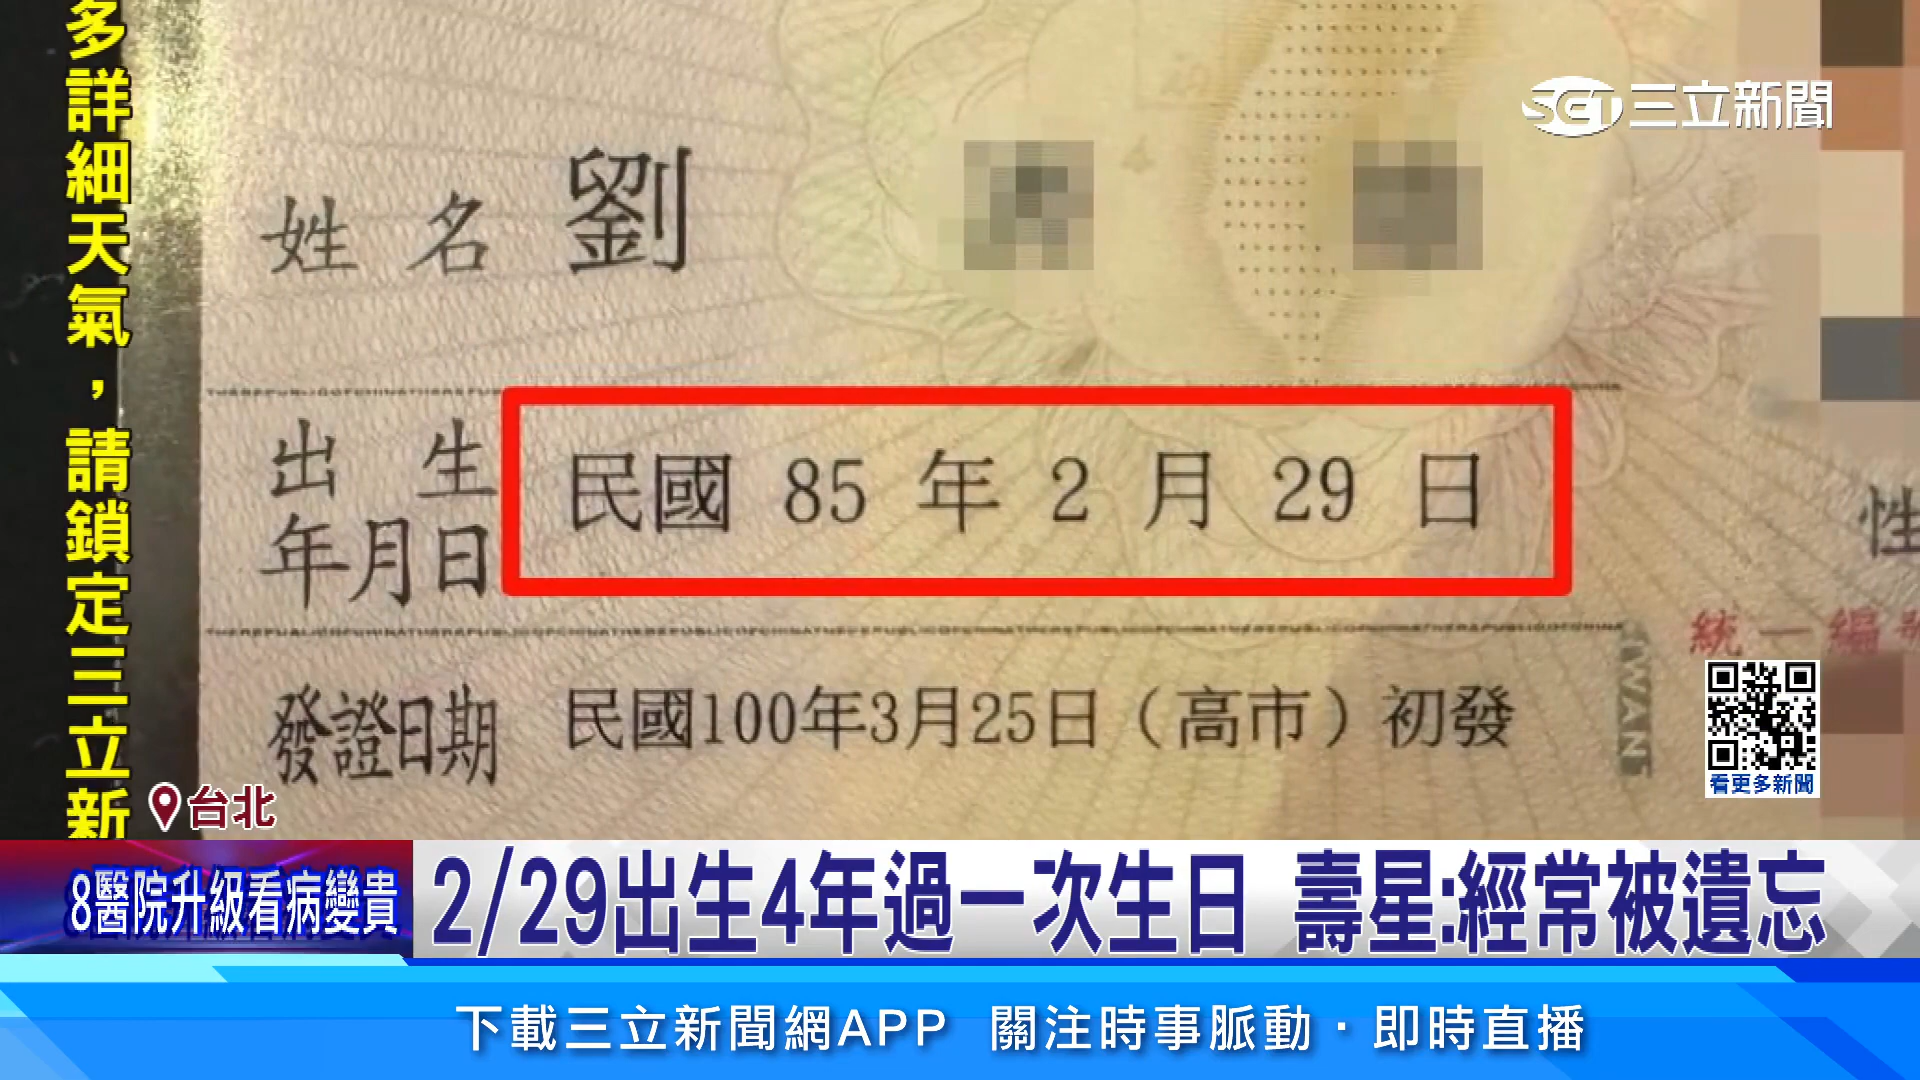 多詳細天氣，請鎖定三立新
SET三立新聞
姓名 劉
出生年月日 民國 85 年 2 月 29 日
性
統一編號
發證日期 民國100年3月25日（高市）初發
看更多新聞
台北
8醫院升級看病變貴
2/29出生4年過一次生日 壽星:經常被遺忘
下載三立新聞網APP 關注時事脈動·即時直播